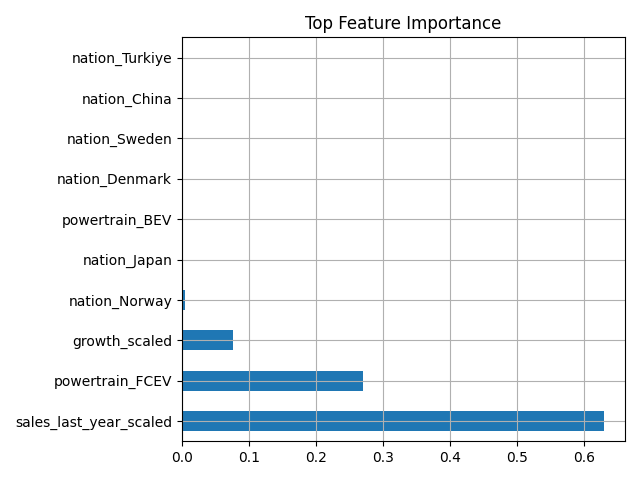 Top Feature Importance
nation_Turkiye
nation_China
nation_Sweden
nation_Denmark
powertrain_BEV
nation_Japan
nation_Norway
growth_scaled
powertrain_FCEV
sales_last_year_scaled
0.0 0.1 0.2 0.3 0.4 0.5 0.6